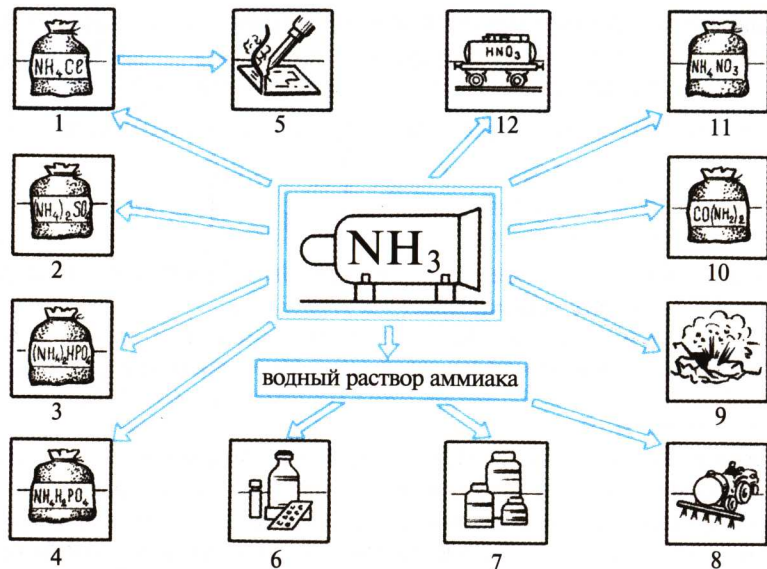 NH₄Cl
1
5
HNO₃
12
NH₄NO₃
11
(NH₄)₂SO₄
2
NH₃
CO(NH₂)₂
10
(NH₄)₂HPO₄
3
водный раствор аммиака
9
NH₄H₂PO₄
4
6
7
8